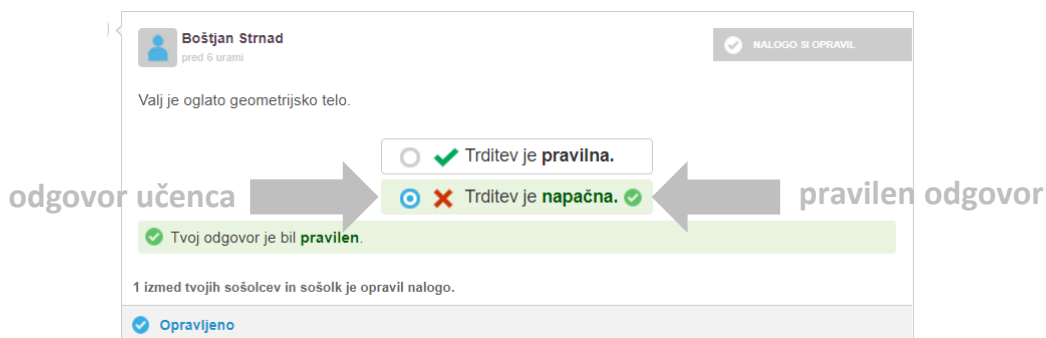 Boštjan Strnad
pred 6 urami
NALOGO SI OPRAVIL
Valj je oglato geometrijsko telo.
Trditev je pravilna.
odgovor učenca
Trditev je napačna.
pravilen odgovor
Tvoj odgovor je bil pravilen.
1 izmed tvojih sošolcev in sošolk je opravil nalogo.
Opravljeno